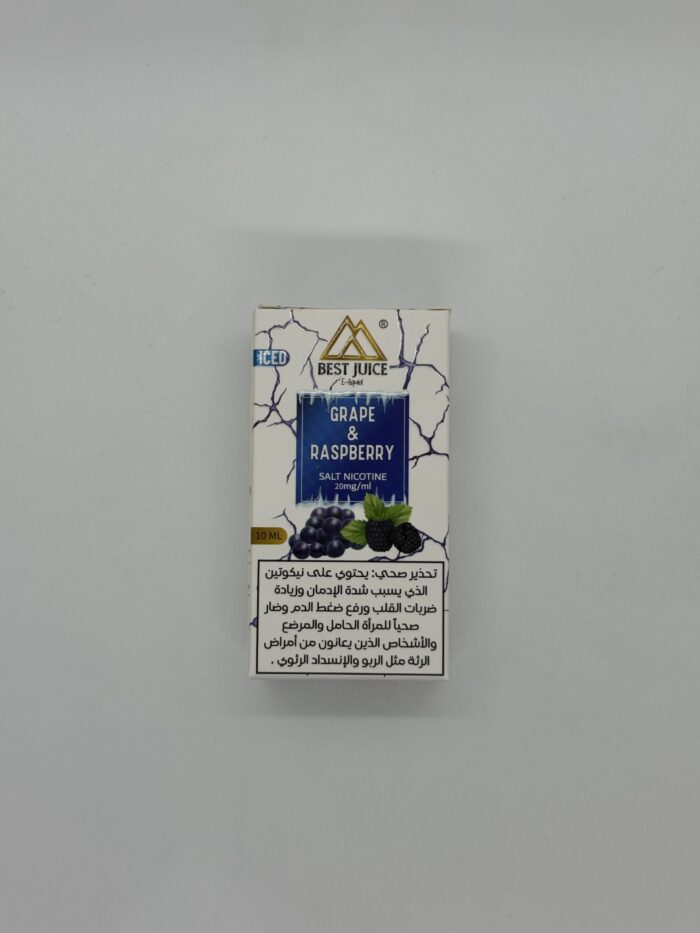 ®
ICED
BEST JUICE
E-liquid
GRAPE
&
RASPBERRY
SALT NICOTINE
20mg/ml
10 ML
تحذير صحي: يحتوي على نيكوتين
الذي يسبب شدة الإدمان وزيادة
ضربات القلب ورفع ضغط الدم وضار
صحياً للمرأة الحامل والمرضع
والأشخاص الذين يعانون من أمراض
الرئة مثل الربو والإنسداد الرئوي .